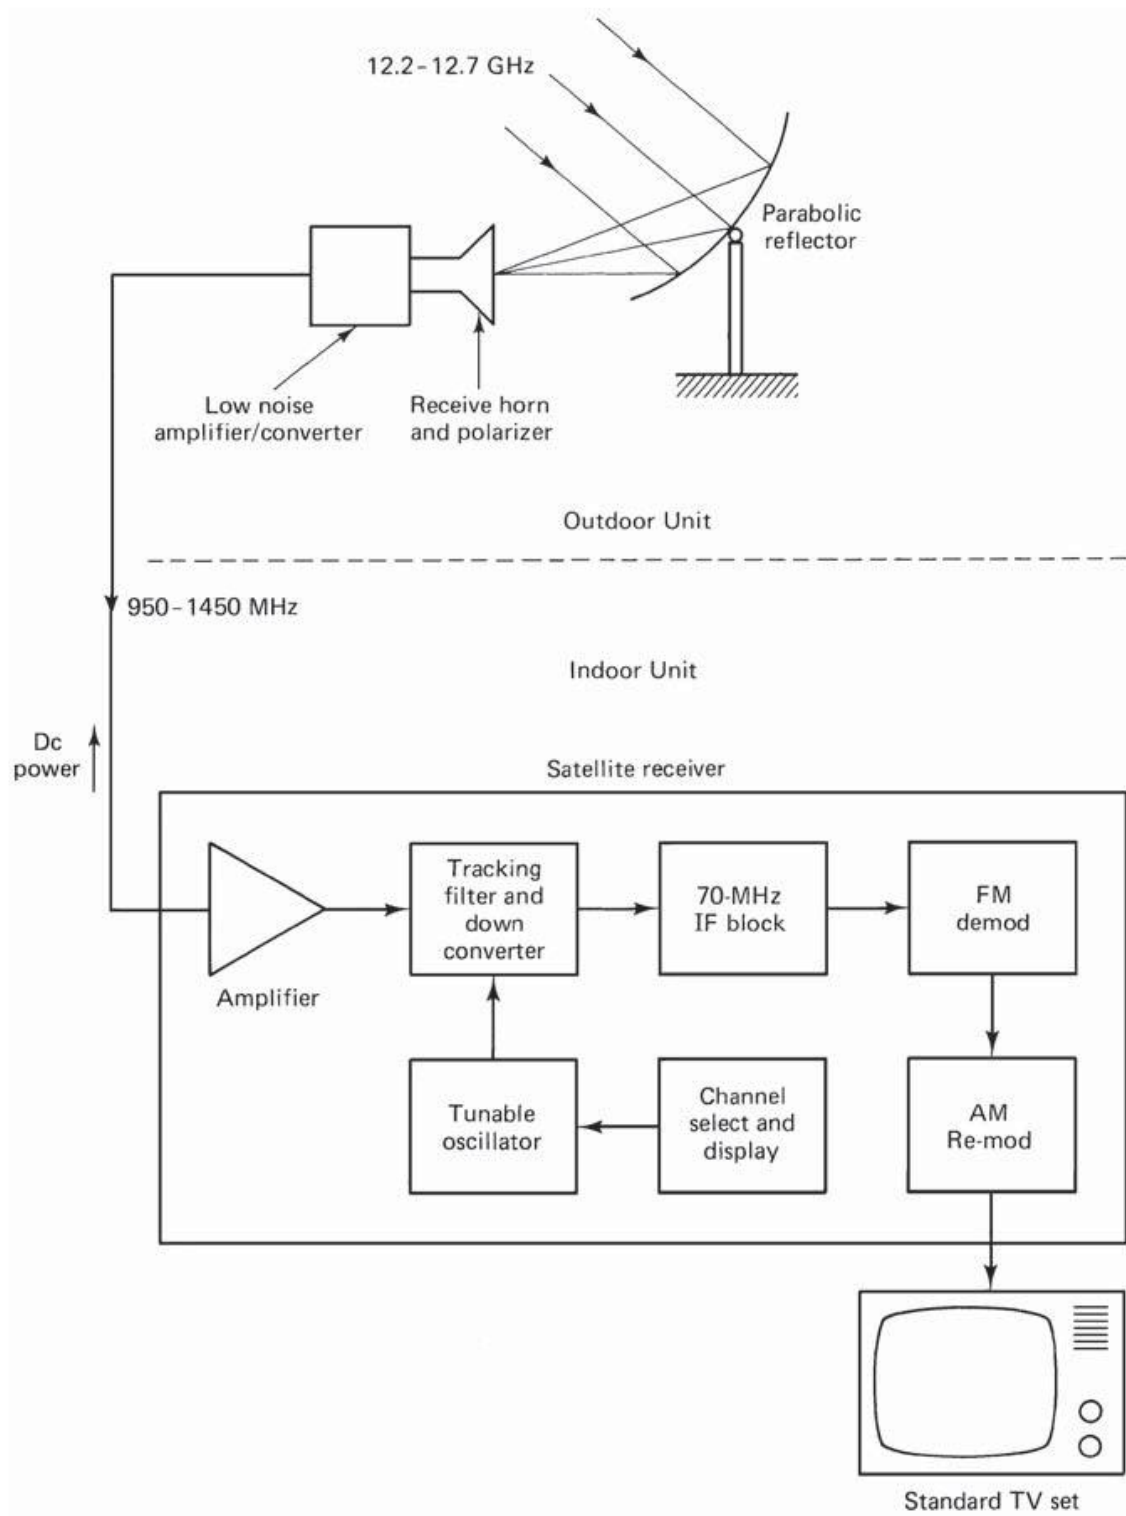 12.2-12.7 GHz
Parabolic
reflector
Low noise
amplifier/converter
Receive horn
and polarizer
Outdoor Unit
950-1450 MHz
Indoor Unit
Dc
power
Satellite receiver
Amplifier
Tracking
filter and
down
converter
70-MHz
IF block
FM
demod
Tunable
oscillator
Channel
select and
display
AM
Re-mod
Standard TV set